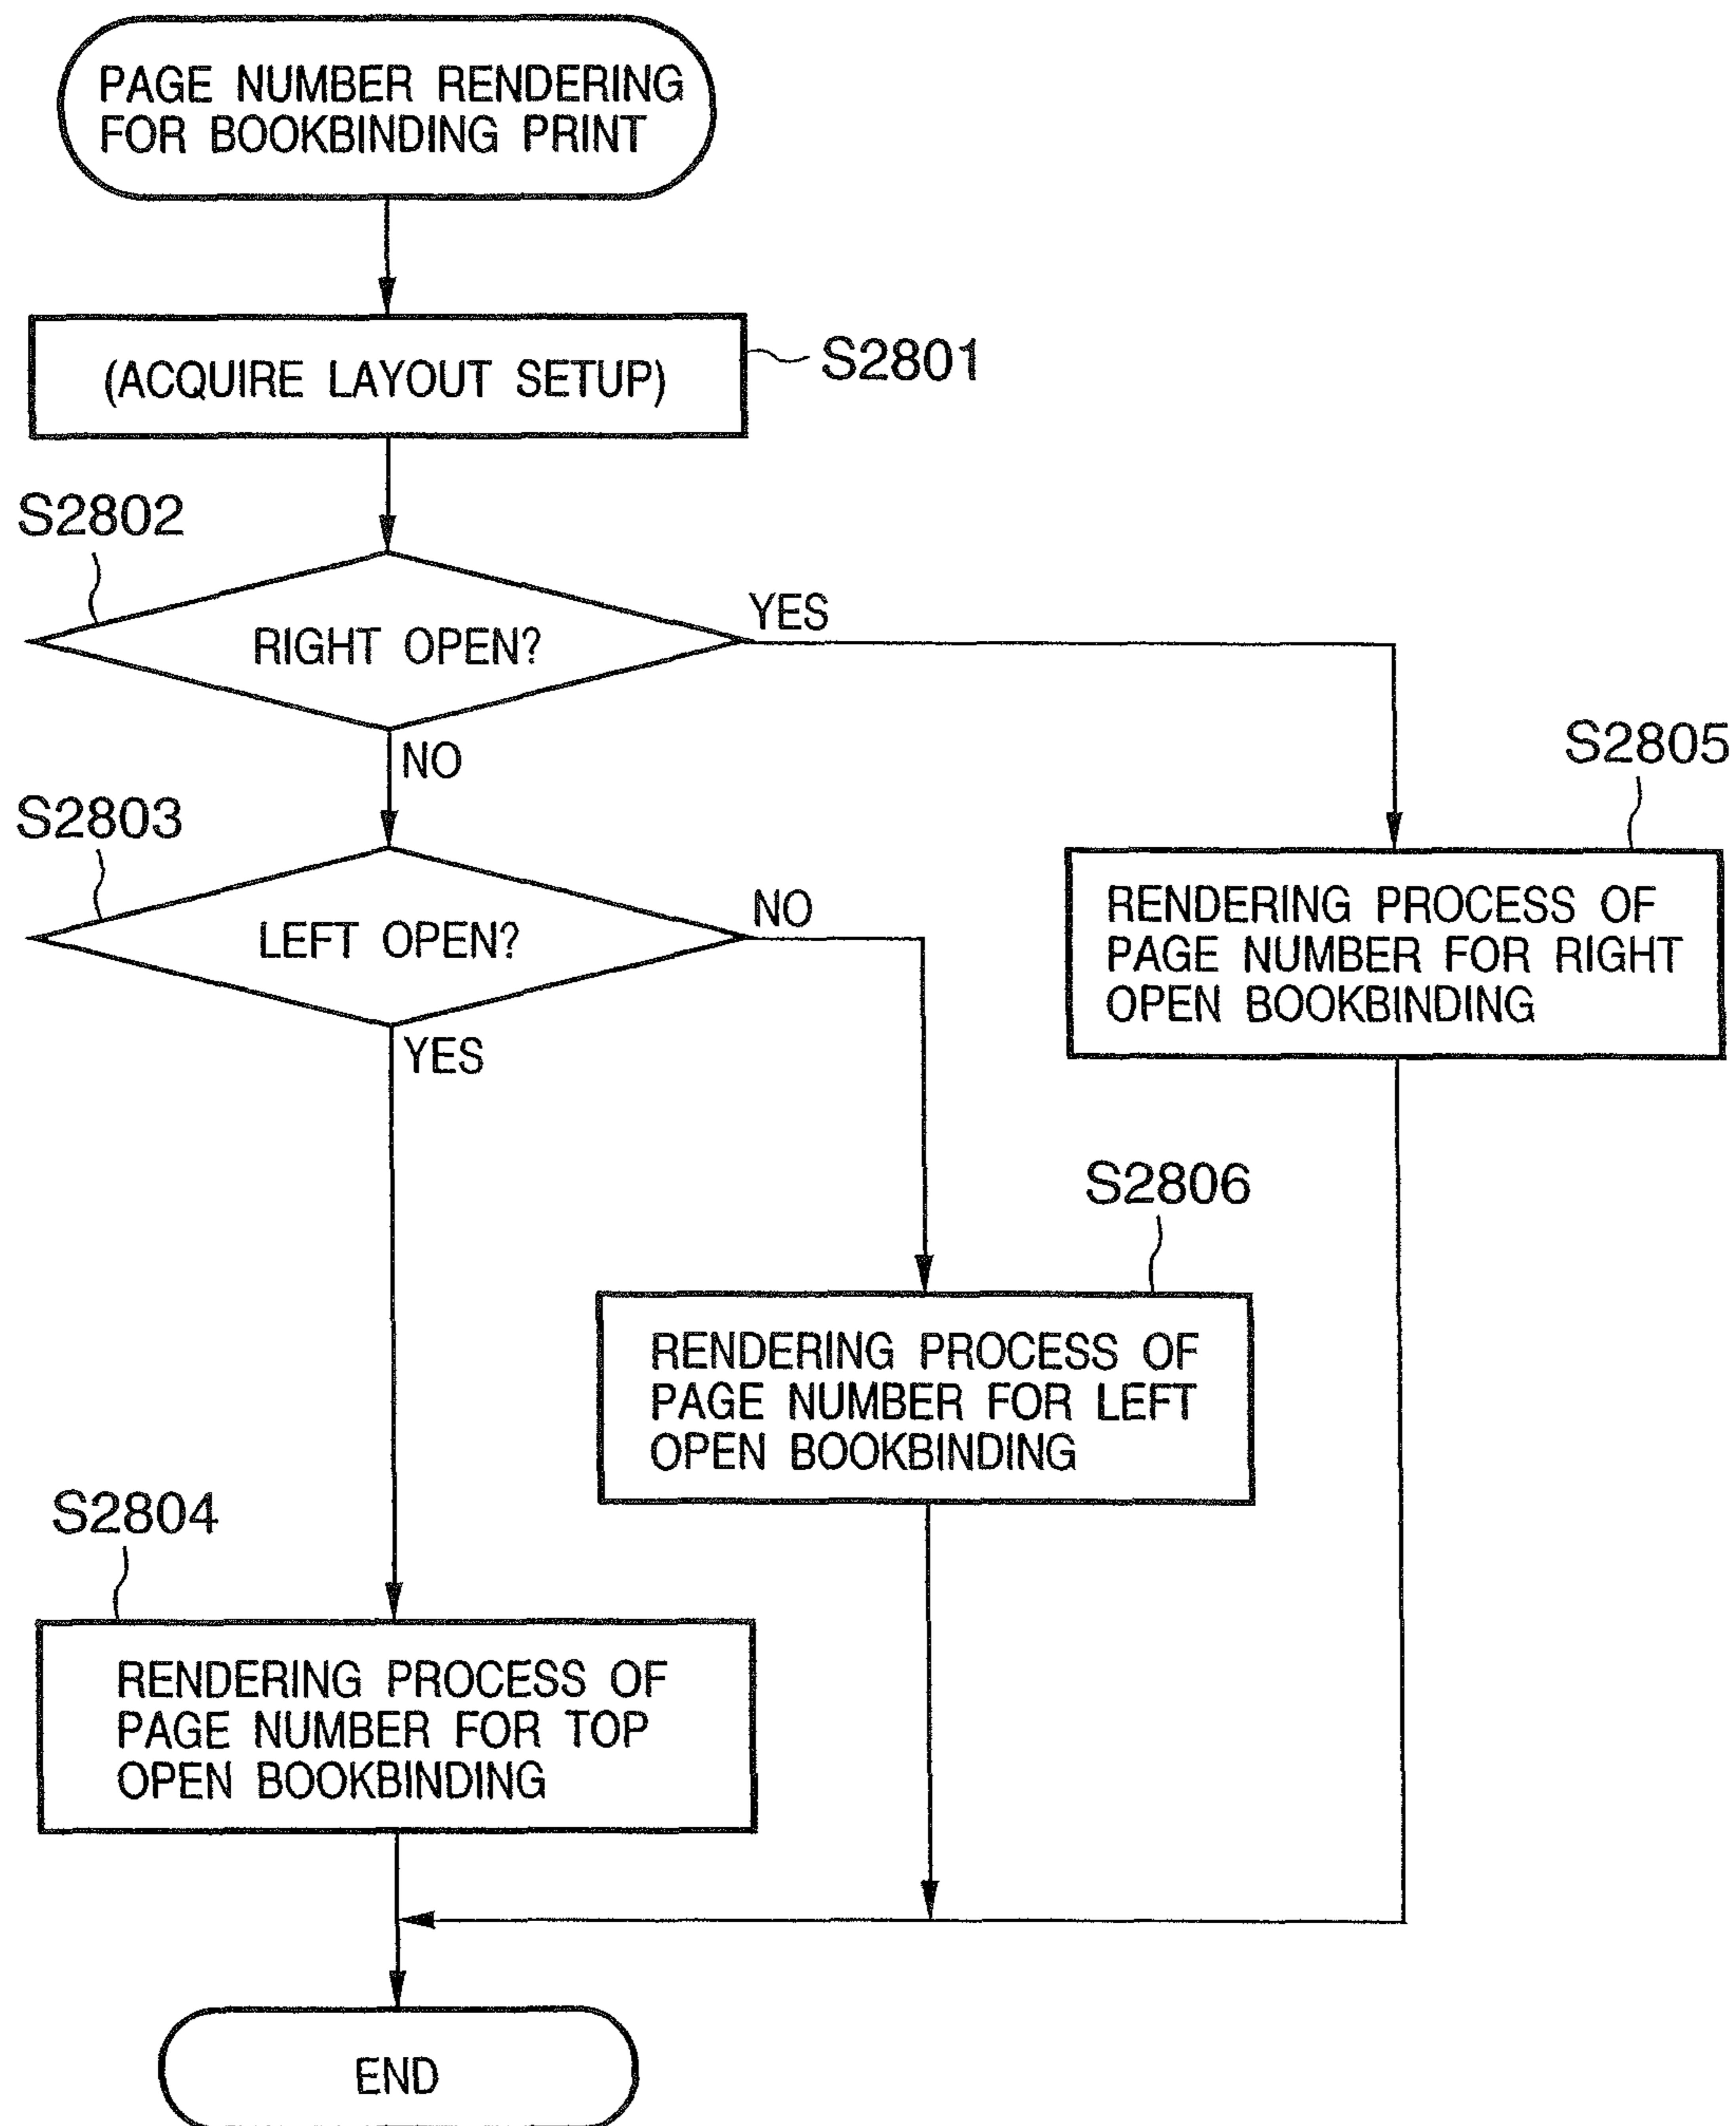 PAGE NUMBER RENDERING
FOR BOOKBINDING PRINT
(ACQUIRE LAYOUT SETUP)
S2801
S2802
RIGHT OPEN?
YES
NO
S2803
LEFT OPEN?
NO
YES
S2805
RENDERING PROCESS OF
PAGE NUMBER FOR RIGHT
OPEN BOOKBINDING
S2806
RENDERING PROCESS OF
PAGE NUMBER FOR LEFT
OPEN BOOKBINDING
S2804
RENDERING PROCESS OF
PAGE NUMBER FOR TOP
OPEN BOOKBINDING
END